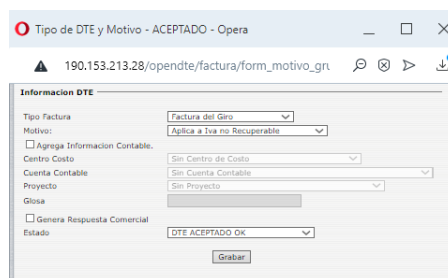 Tipo de DTE y Motivo - ACEPTADO - Opera
190.153.213.28/opendte/factura/form_motivo_gru
Informacion DTE
Tipo Factura Factura del Giro
Motivo: Aplica a Iva no Recuperable
Agrega Informacion Contable.
Centro Costo Sin Centro de Costo
Cuenta Contable Sin Cuenta Contable
Proyecto Sin Proyecto
Glosa
Genera Respuesta Comercial
Estado DTE ACEPTADO OK
Grabar